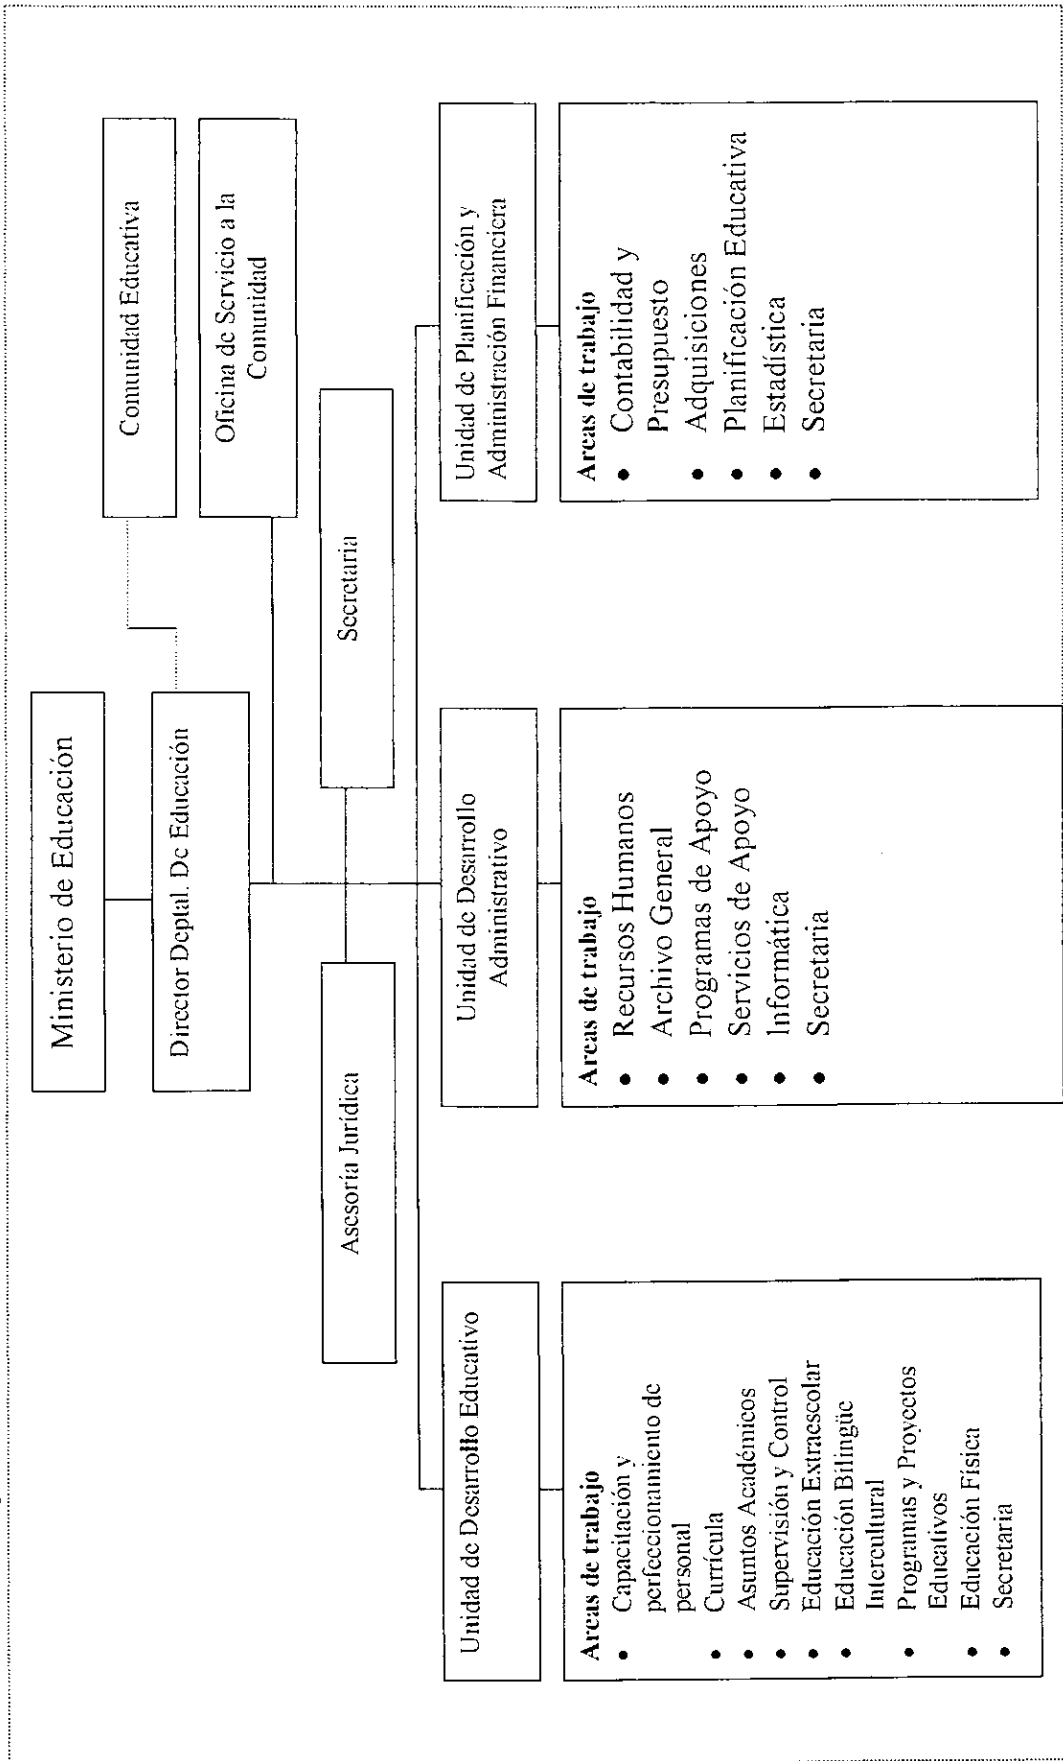 Ministerio de Educación
Director Deptal. De Educación
Comunidad Educativa
Oficina de Servicio a la
Comunidad
Asesoría Jurídica
Secretaria
Unidad de Desarrollo Educativo
Unidad de Desarrollo
Administrativo
Unidad de Planificación y
Administración Financiera
Areas de trabajo
• Capacitación y
perfeccionamiento de
personal
• Currícula
• Asuntos Académicos
• Supervisión y Control
• Educación Extraescolar
• Educación Bilingüe
Intercultural
• Programas y Proyectos
Educativos
• Educación Física
• Secretaria
Areas de trabajo
• Recursos Humanos
• Archivo General
• Programas de Apoyo
• Servicios de Apoyo
• Informática
• Secretaria
Areas de trabajo
• Contabilidad y
Presupuesto
• Adquisiciones
• Planificación Educativa
• Estadística
• Secretaria